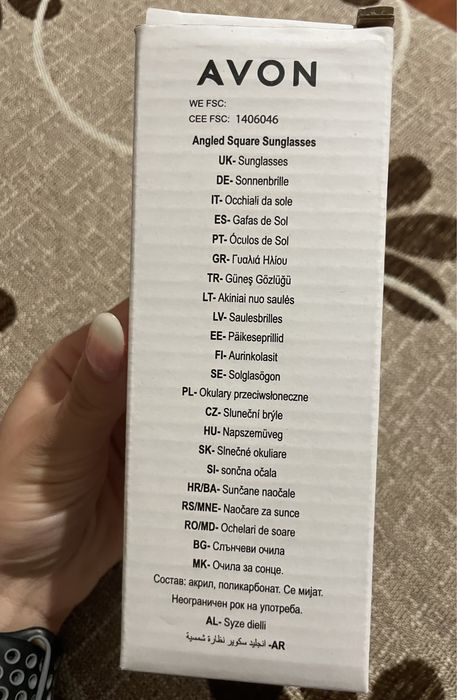 AVON
WE FSC:
CEE FSC: 1406046
Angled Square Sunglasses
UK- Sunglasses
DE- Sonnenbrille
IT- Occhiali da sole
ES- Gafas de Sol
PT- Óculos de Sol
GR- Γυαλιά Ηλίου
TR- Güneş Gözlüğü
LT- Akiniai nuo saulės
LV- Saulesbrilles
EE- Päikeseprillid
FI- Aurinkolasit
SE- Solglasögon
PL- Okulary przeciwsłoneczne
CZ- Sluneční brýle
HU- Napszemüveg
SK- Slnečné okuliare
SI- sončna očala
HR/BA- Sunčane naočale
RS/MNE- Naočare za sunce
RO/MD- Ochelari de soare
BG- Слънчеви очила
MK- Очила за сонце.
Состав: акрил, поликарбонат. Се мијат.
Неограничен рок на употреба.
AL- Syze dielli
AR- انجليد سكوير نظارة شمسية